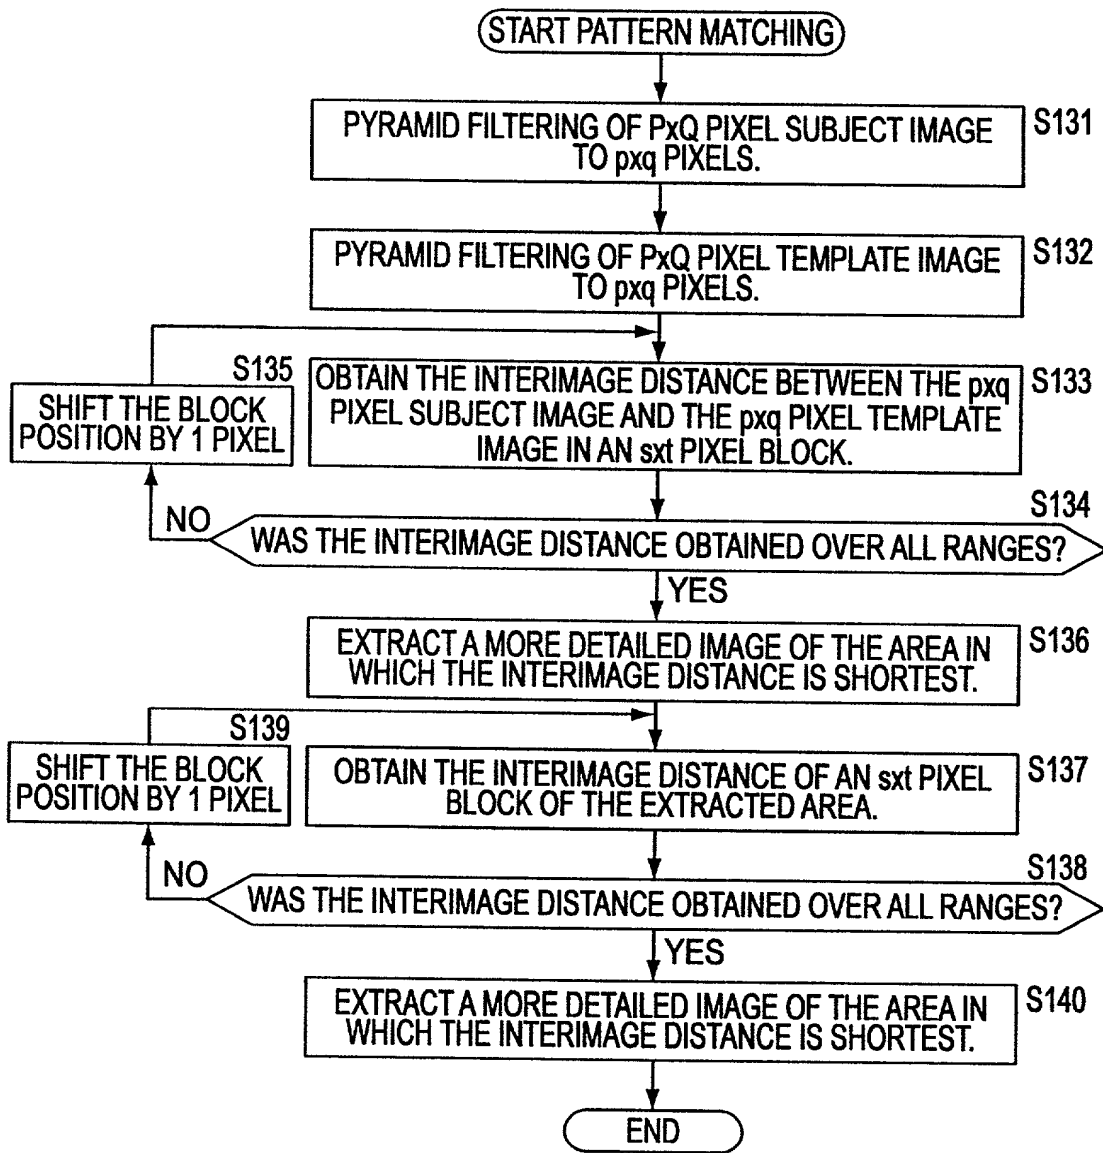 START PATTERN MATCHING
PYRAMID FILTERING OF PxQ PIXEL SUBJECT IMAGE
TO pxq PIXELS.
S131
PYRAMID FILTERING OF PxQ PIXEL TEMPLATE IMAGE
TO pxq PIXELS.
S132
S135
SHIFT THE BLOCK
POSITION BY 1 PIXEL
OBTAIN THE INTERIMAGE DISTANCE BETWEEN THE pxq
PIXEL SUBJECT IMAGE AND THE pxq PIXEL TEMPLATE
IMAGE IN AN sxt PIXEL BLOCK.
S133
S134
NO
WAS THE INTERIMAGE DISTANCE OBTAINED OVER ALL RANGES?
YES
EXTRACT A MORE DETAILED IMAGE OF THE AREA IN
WHICH THE INTERIMAGE DISTANCE IS SHORTEST.
S136
S139
SHIFT THE BLOCK
POSITION BY 1 PIXEL
OBTAIN THE INTERIMAGE DISTANCE OF AN sxt PIXEL
BLOCK OF THE EXTRACTED AREA.
S137
S138
NO
WAS THE INTERIMAGE DISTANCE OBTAINED OVER ALL RANGES?
YES
EXTRACT A MORE DETAILED IMAGE OF THE AREA IN
WHICH THE INTERIMAGE DISTANCE IS SHORTEST.
S140
END